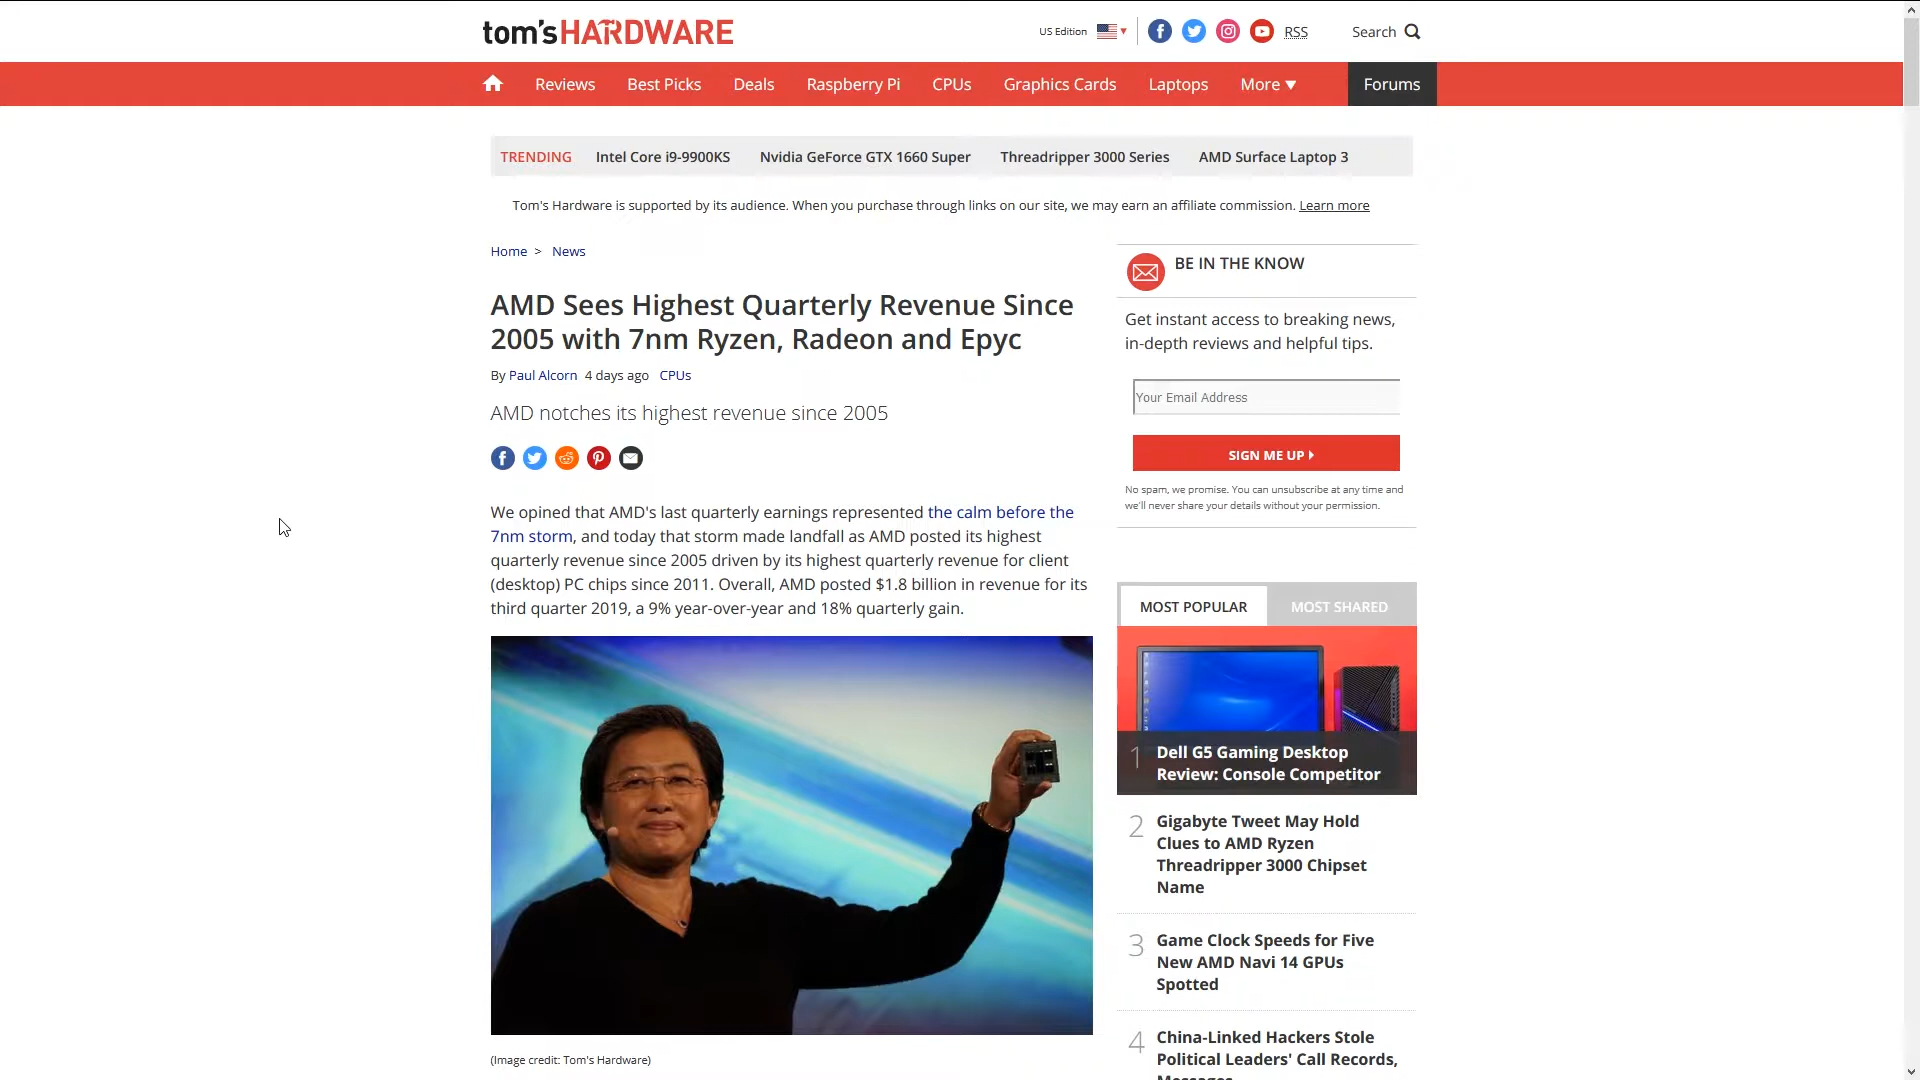 tom'sHARDWARE
US Edition
RSS
Search
Reviews
Best Picks
Deals
Raspberry Pi
CPUs
Graphics Cards
Laptops
More
Forums
TRENDING
Intel Core i9-9900KS
Nvidia GeForce GTX 1660 Super
Threadripper 3000 Series
AMD Surface Laptop 3
Tom's Hardware is supported by its audience. When you purchase through links on our site, we may earn an affiliate commission. Learn more
Home > News
AMD Sees Highest Quarterly Revenue Since
2005 with 7nm Ryzen, Radeon and Epyc
By Paul Alcorn 4 days ago CPUs
AMD notches its highest revenue since 2005
We opined that AMD's last quarterly earnings represented the calm before the
7nm storm, and today that storm made landfall as AMD posted its highest
quarterly revenue since 2005 driven by its highest quarterly revenue for client
(desktop) PC chips since 2011. Overall, AMD posted $1.8 billion in revenue for its
third quarter 2019, a 9% year-over-year and 18% quarterly gain.
(Image credit: Tom's Hardware)
BE IN THE KNOW
Get instant access to breaking news,
in-depth reviews and helpful tips.
Your Email Address
SIGN ME UP
No spam, we promise. You can unsubscribe at any time and
we'll never share your details without your permission.
MOST POPULAR
MOST SHARED
1 Dell G5 Gaming Desktop
Review: Console Competitor
2 Gigabyte Tweet May Hold
Clues to AMD Ryzen
Threadripper 3000 Chipset
Name
3 Game Clock Speeds for Five
New AMD Navi 14 GPUs
Spotted
4 China-Linked Hackers Stole
Political Leaders' Call Records,